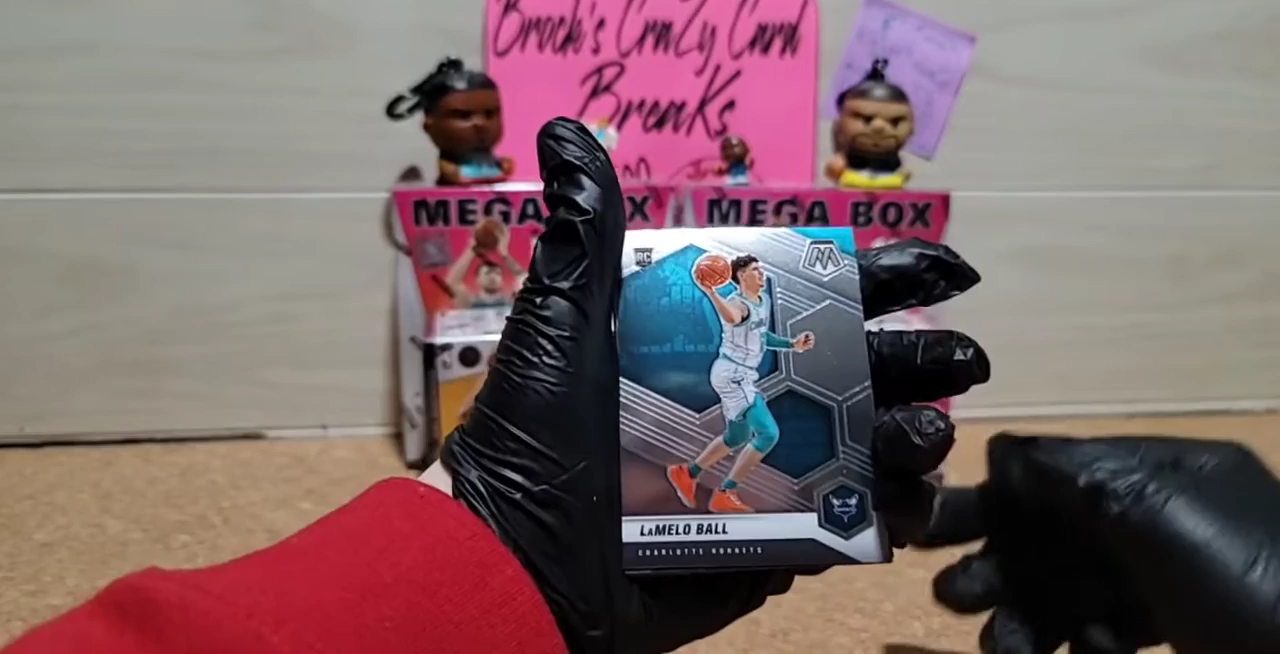 Brock's CraZy Card
Breaks
MEGA BOX
MEGA BOX
RC
LaMELO BALL
CHARLOTTE HORNETS